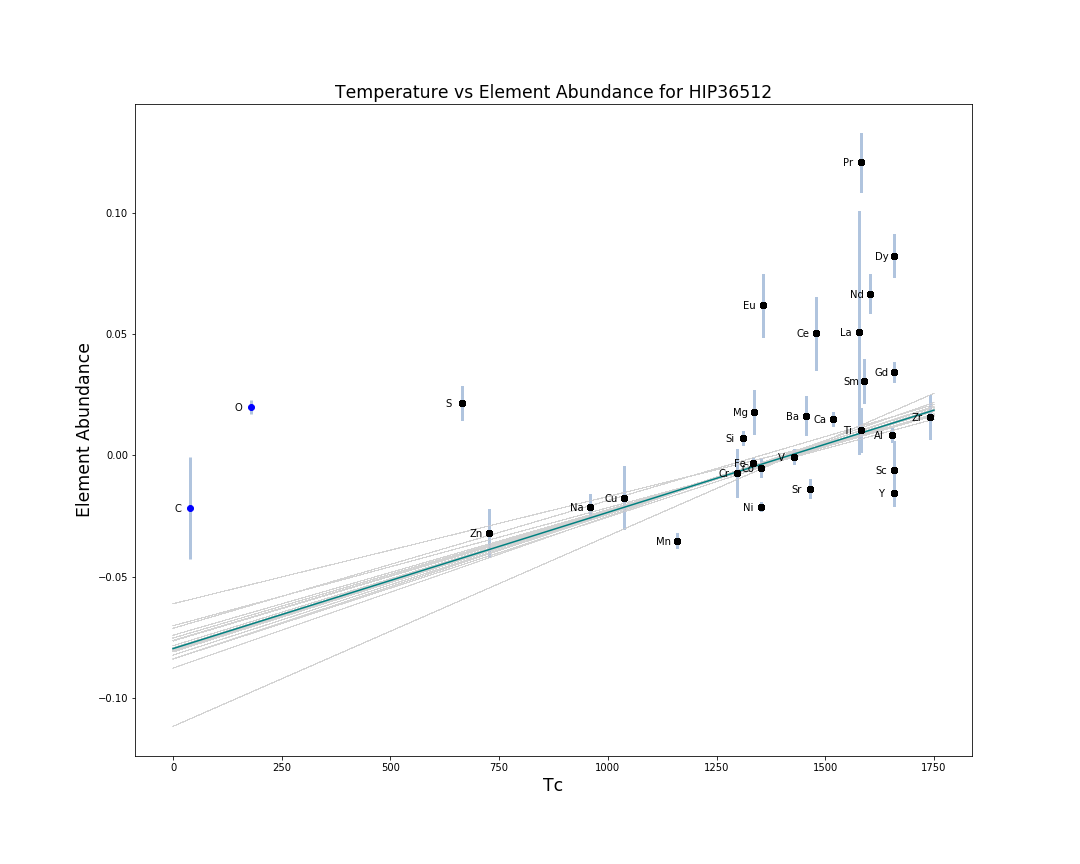 Temperature vs Element Abundance for HIP36512
Element Abundance
0.10
0.05
0.00
−0.05
−0.10
Pr
Dy
Nd
Eu
Ce
La
Gd
Sm
O
S
Mg
Ba
Ca
Zr
Ti
Al
Si
V
Fe
Co
Cr
Sc
Sr
Y
Cu
Na
Ni
C
Zn
Mn
0
250
500
750
1000
1250
1500
1750
Tc